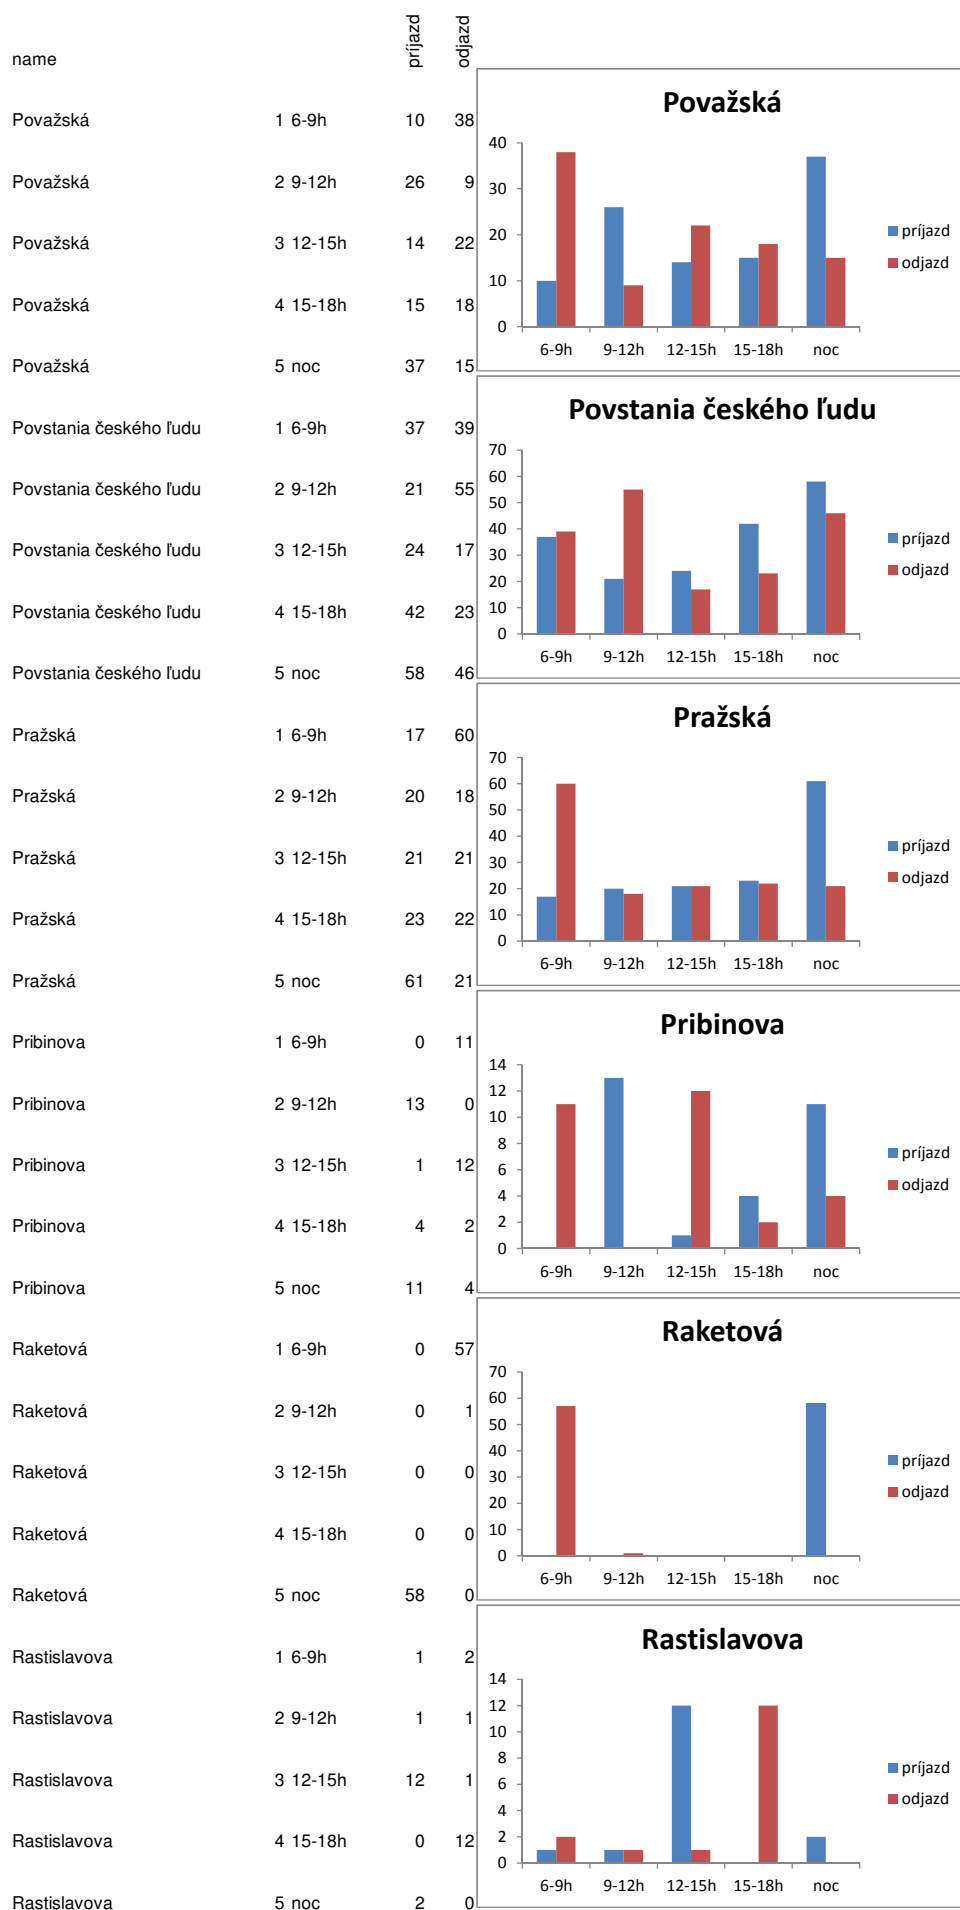 name príjazd odjazd
Považská 1 6-9h 10 38
Považská 2 9-12h 26 9
Považská 3 12-15h 14 22
Považská 4 15-18h 15 18
Považská 5 noc 37 15
Povstania českého ľudu 1 6-9h 37 39
Povstania českého ľudu 2 9-12h 21 55
Povstania českého ľudu 3 12-15h 24 17
Povstania českého ľudu 4 15-18h 42 23
Povstania českého ľudu 5 noc 58 46
Pražská 1 6-9h 17 60
Pražská 2 9-12h 20 18
Pražská 3 12-15h 21 21
Pražská 4 15-18h 23 22
Pražská 5 noc 61 21
Pribinova 1 6-9h 0 11
Pribinova 2 9-12h 13 0
Pribinova 3 12-15h 1 12
Pribinova 4 15-18h 4 2
Pribinova 5 noc 11 4
Raketová 1 6-9h 0 57
Raketová 2 9-12h 0 1
Raketová 3 12-15h 0 0
Raketová 4 15-18h 0 0
Raketová 5 noc 58 0
Rastislavova 1 6-9h 1 2
Rastislavova 2 9-12h 1 1
Rastislavova 3 12-15h 12 1
Rastislavova 4 15-18h 0 12
Rastislavova 5 noc 2 0
Považská
40
30
20
10
0
6-9h 9-12h 12-15h 15-18h noc
príjazd
odjazd
Povstania českého ľudu
70
60
50
40
30
20
10
0
6-9h 9-12h 12-15h 15-18h noc
príjazd
odjazd
Pražská
70
60
50
40
30
20
10
0
6-9h 9-12h 12-15h 15-18h noc
príjazd
odjazd
Pribinova
14
12
10
8
6
4
2
0
6-9h 9-12h 12-15h 15-18h noc
príjazd
odjazd
Raketová
70
60
50
40
30
20
10
0
6-9h 9-12h 12-15h 15-18h noc
príjazd
odjazd
Rastislavova
14
12
10
8
6
4
2
0
6-9h 9-12h 12-15h 15-18h noc
príjazd
odjazd